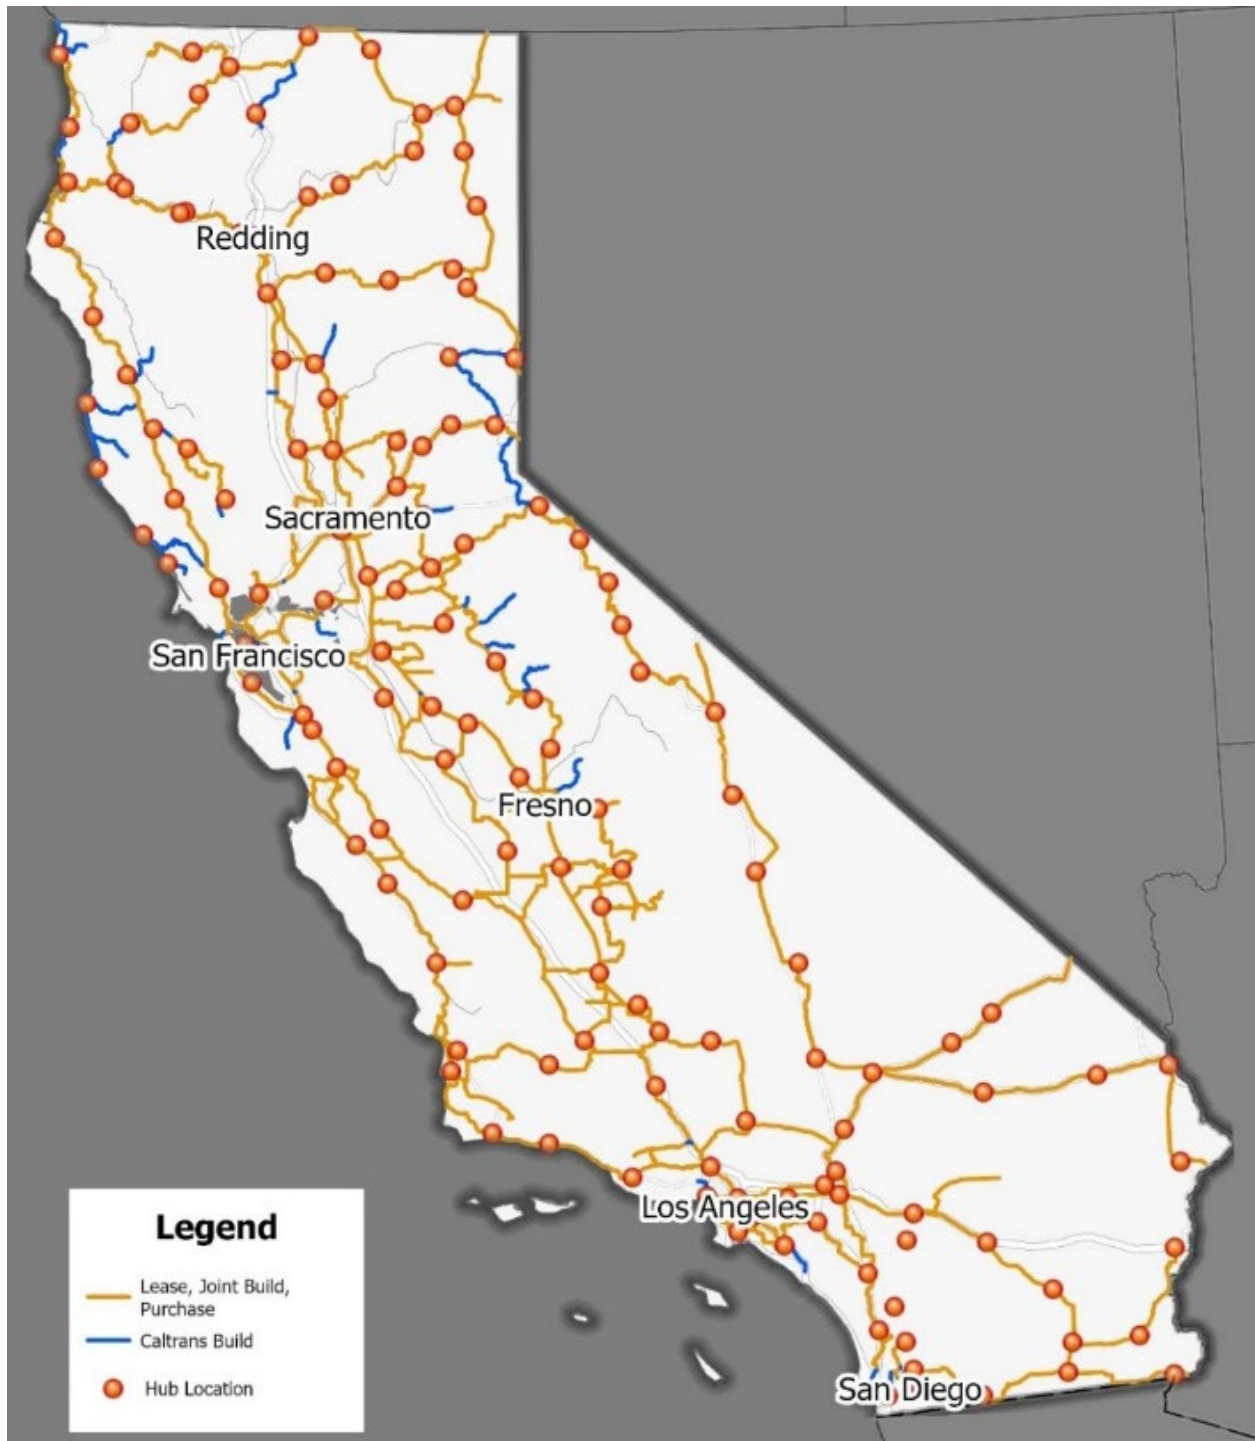 Redding
Sacramento
San Francisco
Fresno
Los Angeles
San Diego
Legend
Lease, Joint Build,
Purchase
Caltrans Build
Hub Location